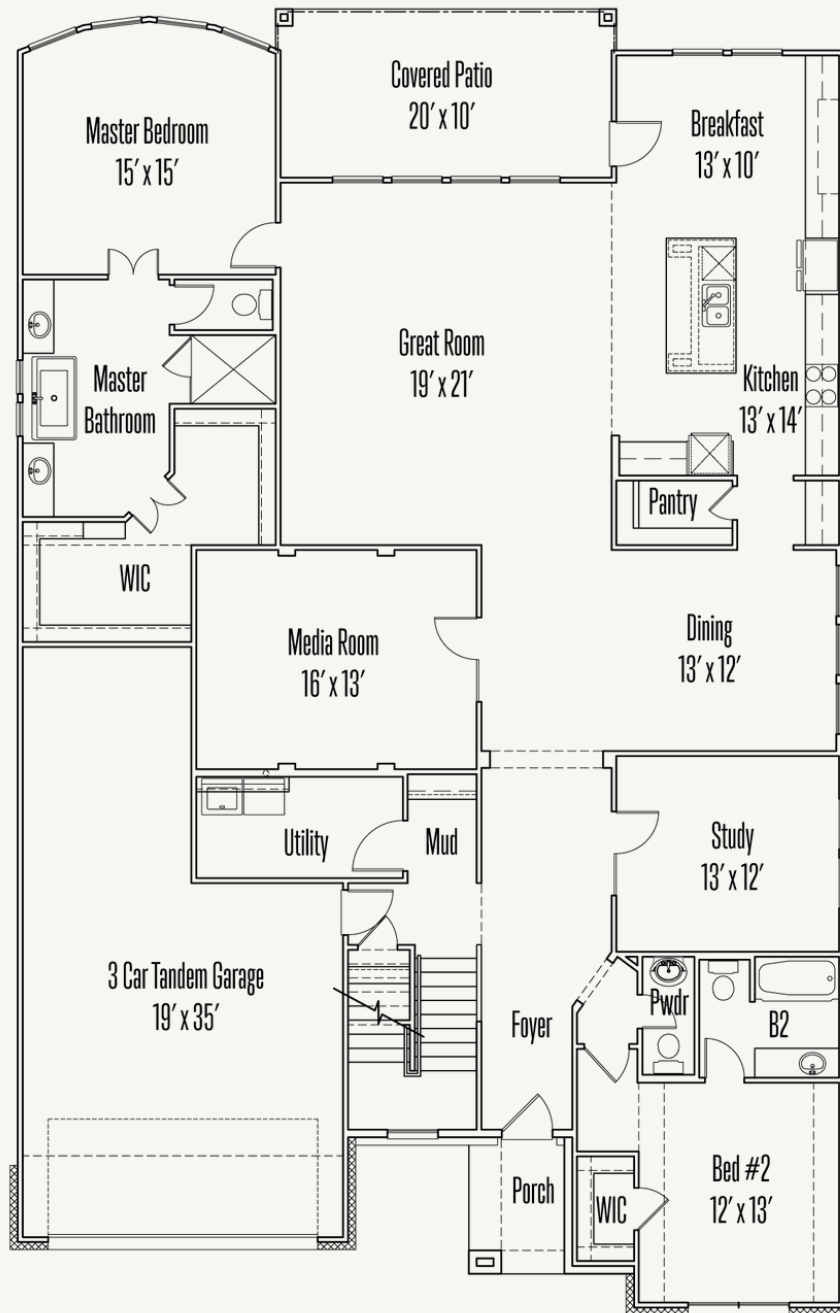 Covered Patio
20' x 10'
Master Bedroom
15' x 15'
Breakfast
13' x 10'
Great Room
19' x 21'
Master
Bathroom
Kitchen
13' x 14'
Pantry
WIC
Media Room
16' x 13'
Dining
13' x 12'
Utility
Mud
Study
13' x 12'
3 Car Tandem Garage
19' x 35'
Foyer
Pwdr
B2
Porch
WIC
Bed #2
12' x 13'